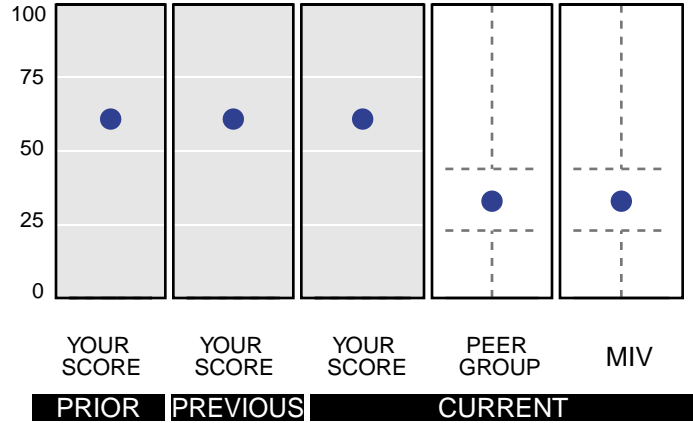 100
75
50
25
0
YOUR SCORE
YOUR SCORE
YOUR SCORE
PEER GROUP
MIV
PRIOR
PREVIOUS
CURRENT